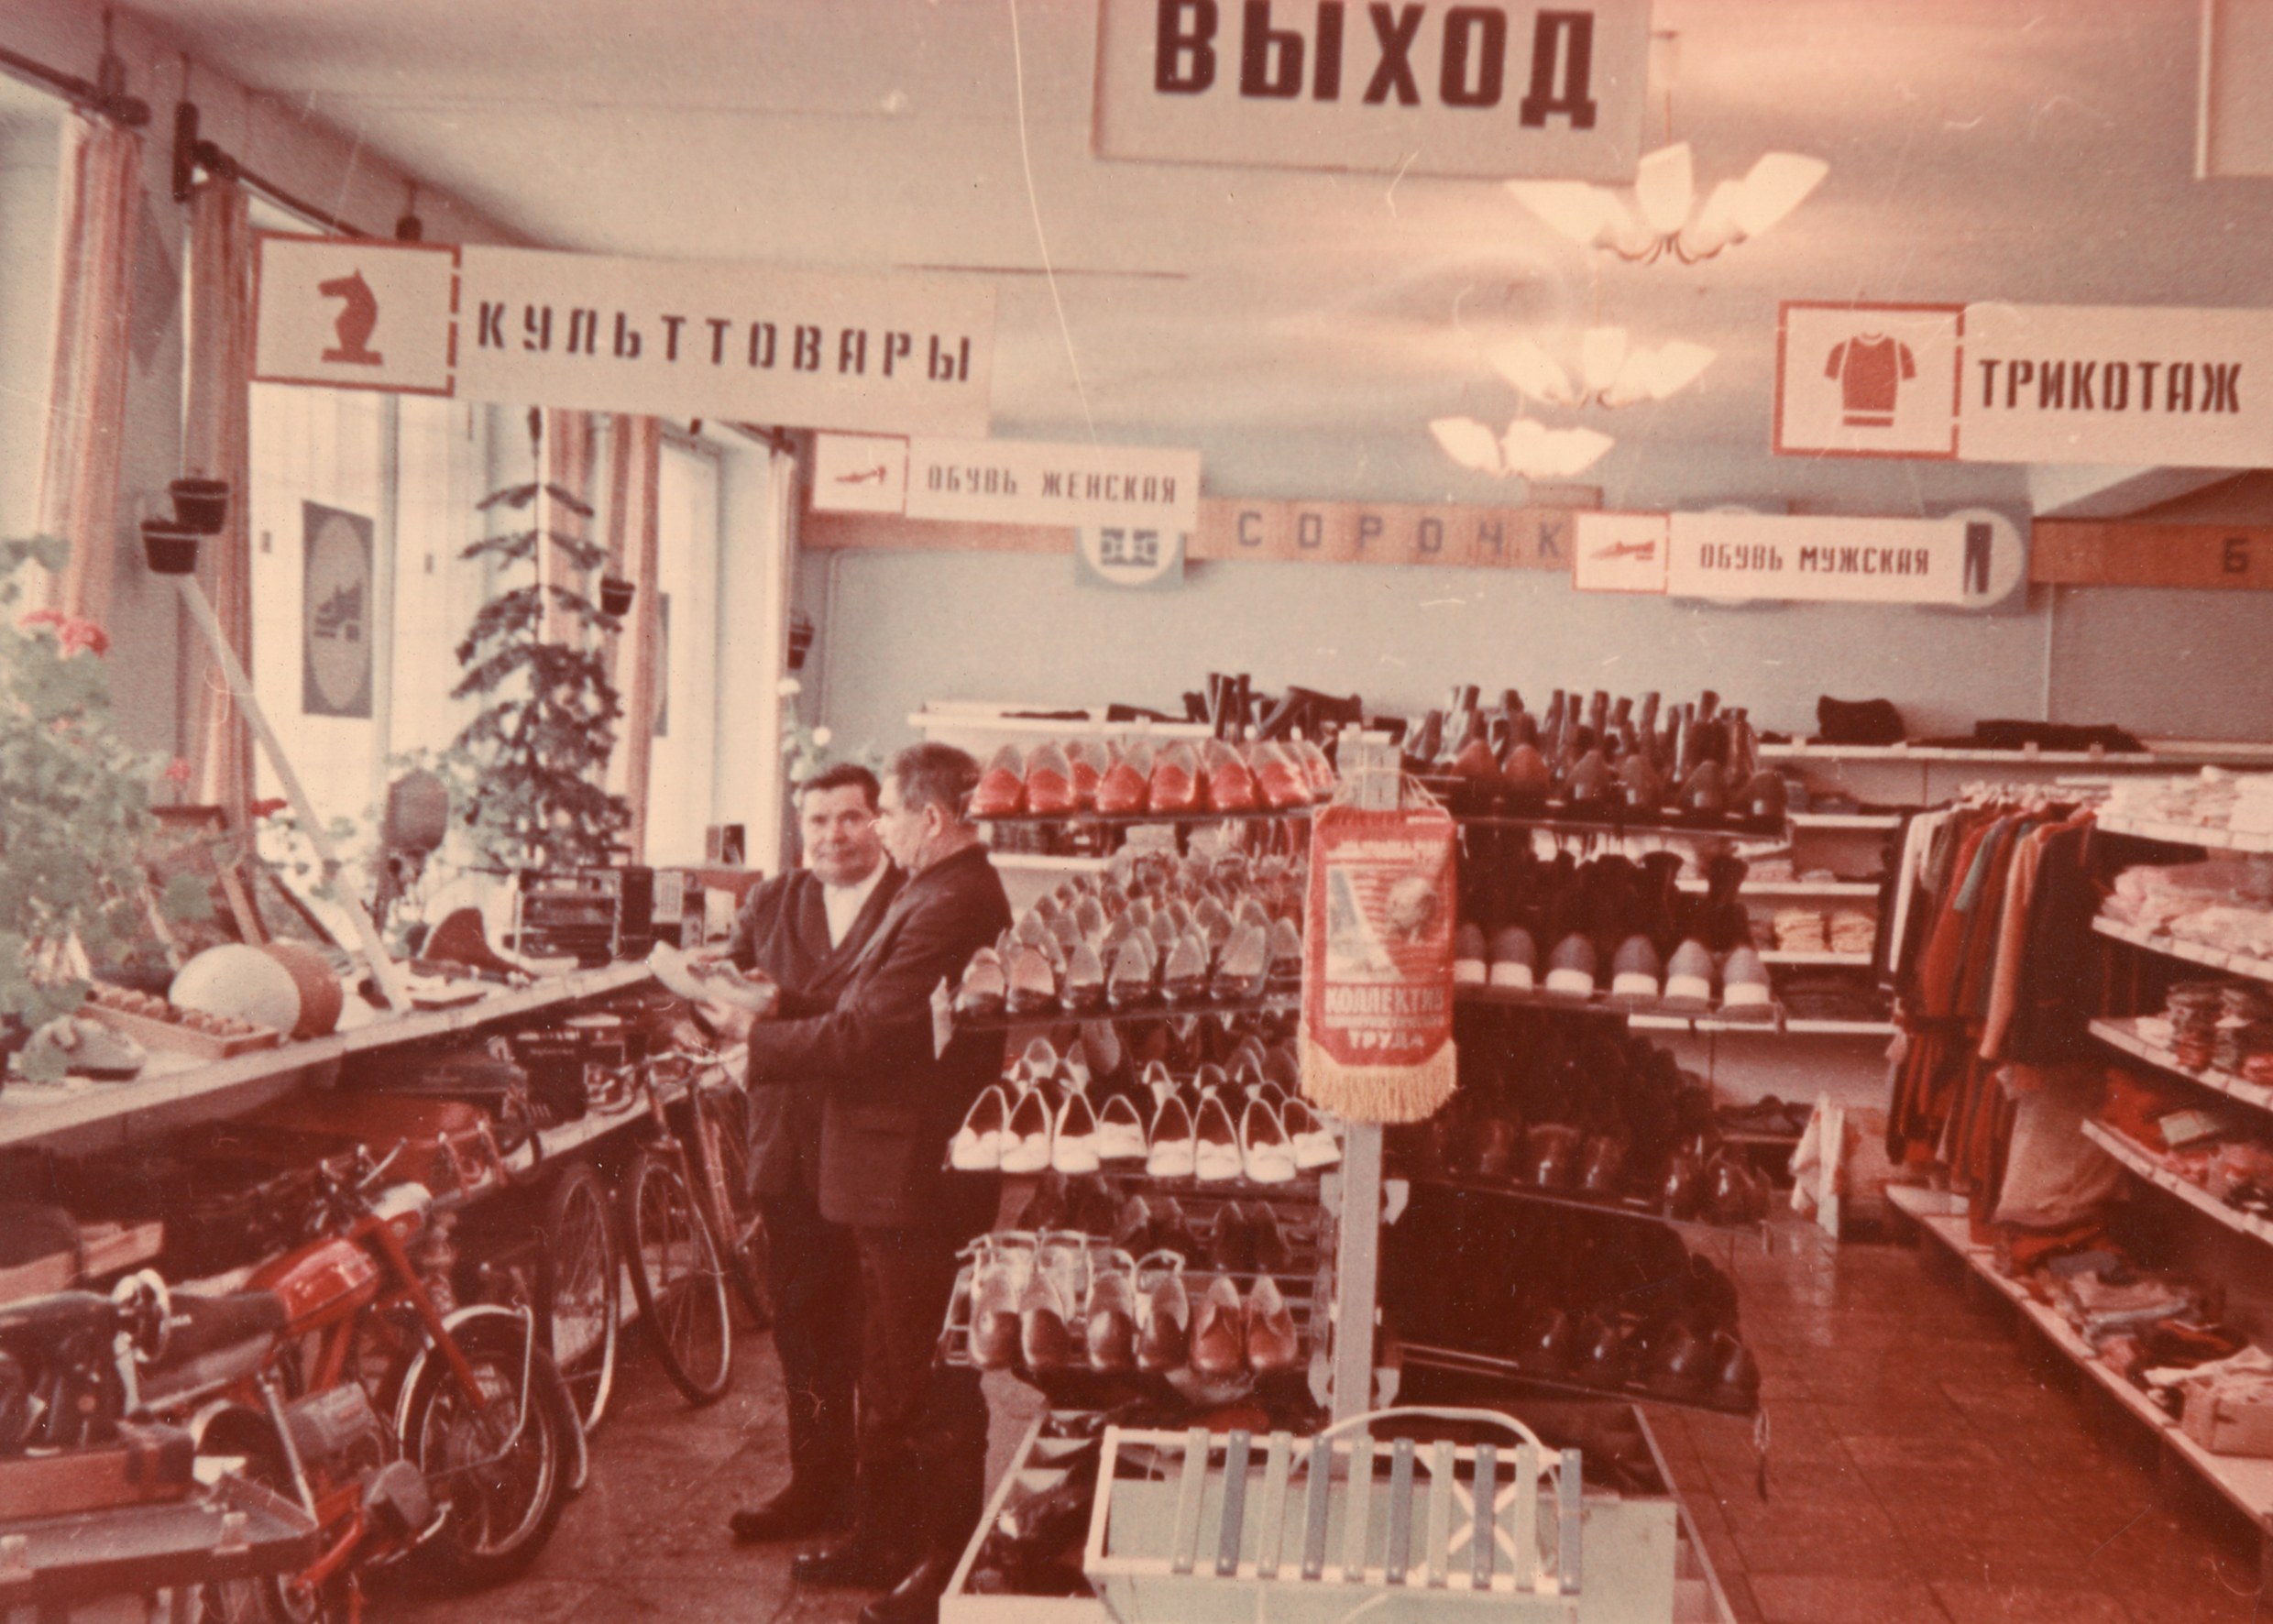 ВЫХОД
КУЛЬТТОВАРЫ
ТРИКОТАЖ
ОБУВЬ ЖЕНСКАЯ
СОРОЧК
ОБУВЬ МУЖСКАЯ
Б
КОЛЛЕКТИВ
ТРУДА